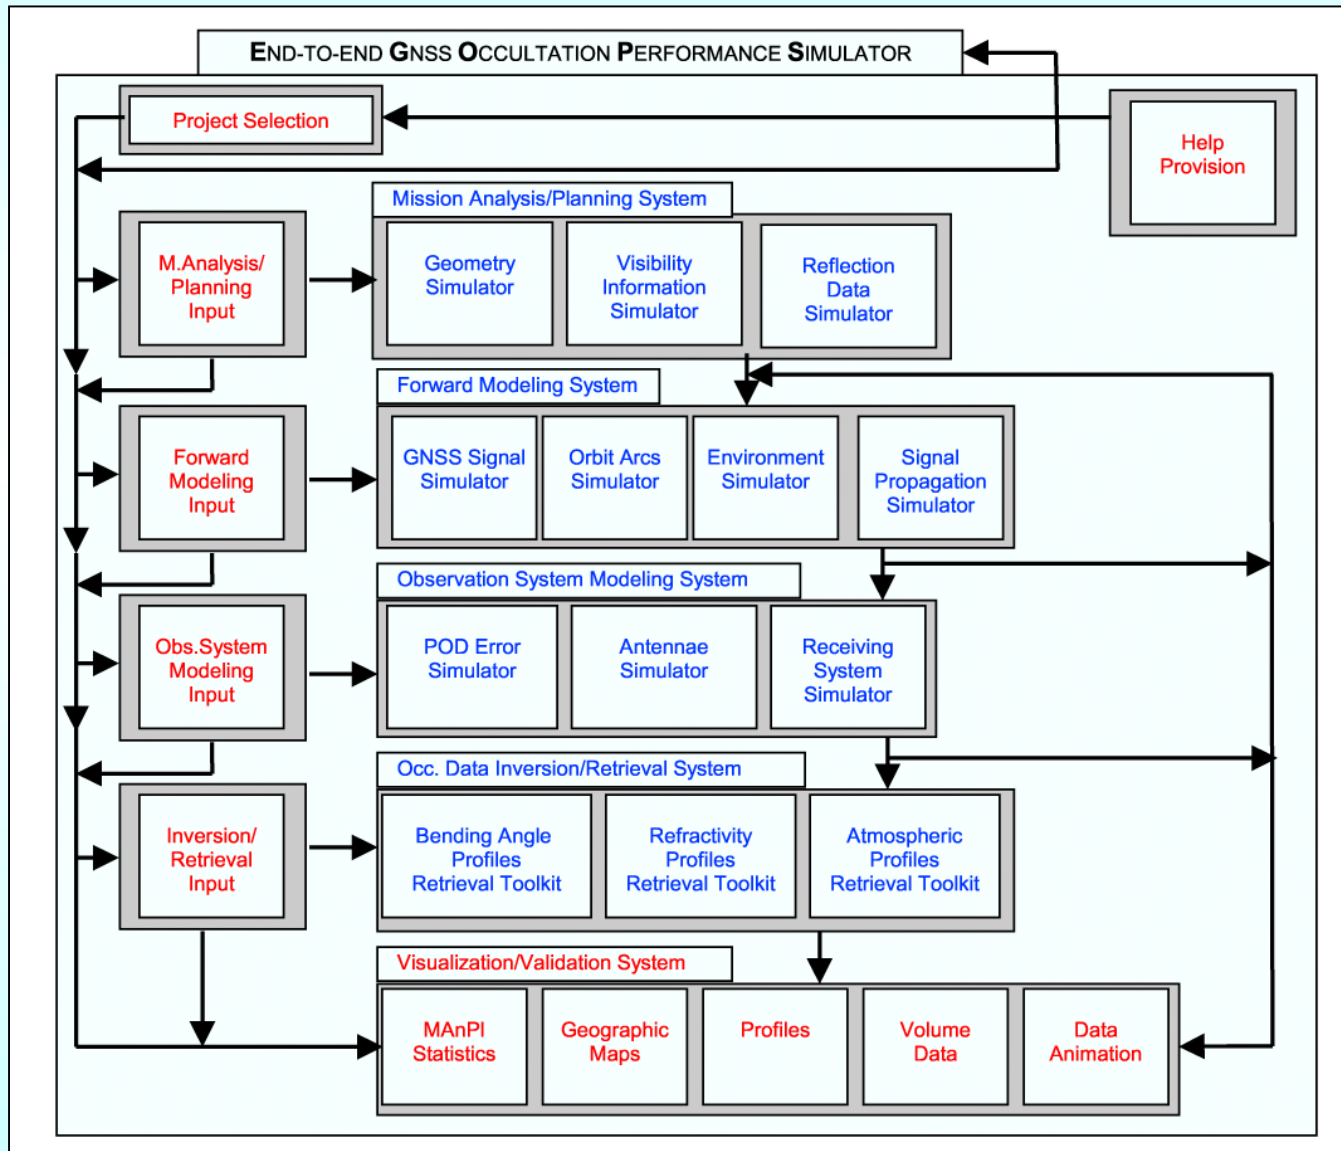 END-TO-END GNSS OCCULTATION PERFORMANCE SIMULATOR
Project Selection
Help
Provision
Mission Analysis/Planning System
M.Analysis/
Planning
Input
Geometry
Simulator
Visibility
Information
Simulator
Reflection
Data
Simulator
Forward Modeling System
Forward
Modeling
Input
GNSS Signal
Simulator
Orbit Arcs
Simulator
Environment
Simulator
Signal
Propagation
Simulator
Observation System Modeling System
Obs.System
Modeling
Input
POD Error
Simulator
Antennae
Simulator
Receiving
System
Simulator
Occ. Data Inversion/Retrieval System
Inversion/
Retrieval
Input
Bending Angle
Profiles
Retrieval Toolkit
Refractivity
Profiles
Retrieval Toolkit
Atmospheric
Profiles
Retrieval Toolkit
Visualization/Validation System
MAnPl
Statistics
Geographic
Maps
Profiles
Volume
Data
Data
Animation